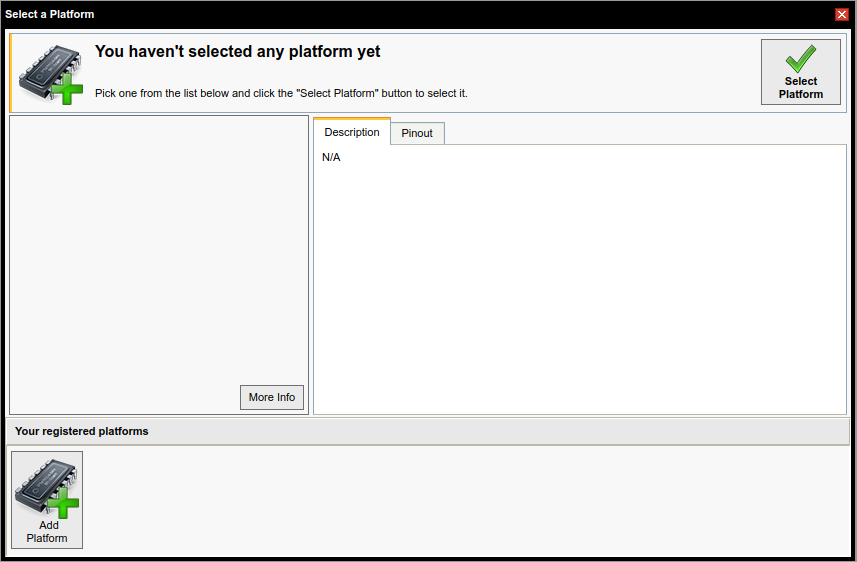 Select a Platform
You haven't selected any platform yet
Pick one from the list below and click the "Select Platform" button to select it.
Select
Platform
Description
Pinout
N/A
More Info
Your registered platforms
Add
Platform